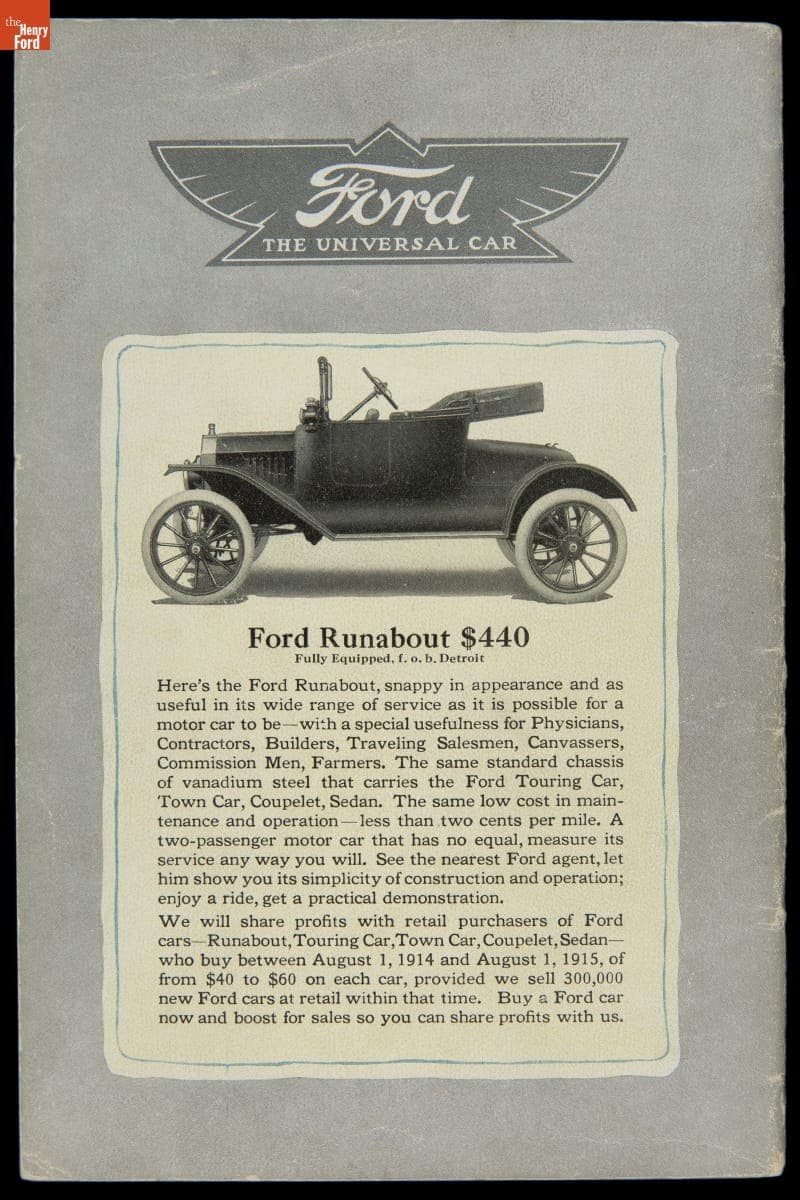 the
Henry
Ford
Ford
THE UNIVERSAL CAR
Ford Runabout $440
Fully Equipped, f. o. b. Detroit
Here's the Ford Runabout, snappy in appearance and as
useful in its wide range of service as it is possible for a
motor car to be—with a special usefulness for Physicians,
Contractors, Builders, Traveling Salesmen, Canvassers,
Commission Men, Farmers. The same standard chassis
of vanadium steel that carries the Ford Touring Car,
Town Car, Coupelet, Sedan. The same low cost in main-
tenance and operation—less than two cents per mile. A
two-passenger motor car that has no equal, measure its
service any way you will. See the nearest Ford agent, let
him show you its simplicity of construction and operation;
enjoy a ride, get a practical demonstration.
We will share profits with retail purchasers of Ford
cars—Runabout, Touring Car, Town Car, Coupelet, Sedan—
who buy between August 1, 1914 and August 1, 1915, of
from $40 to $60 on each car, provided we sell 300,000
new Ford cars at retail within that time. Buy a Ford car
now and boost for sales so you can share profits with us.